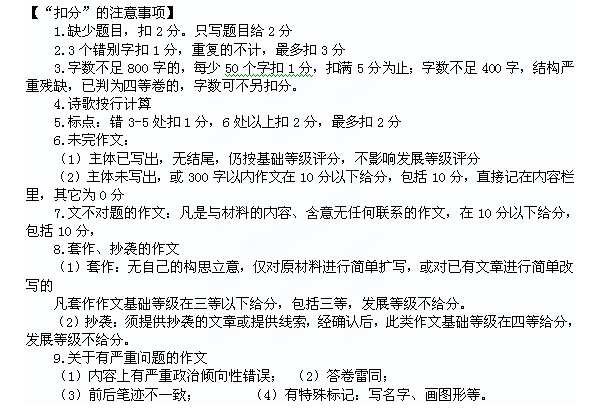 【“扣分”的注意事项】
1.缺少题目，扣 2 分。只写题目给 2 分
2.3 个错别字扣 1 分，重复的不计，最多扣 3 分
3.字数不足 800 字的，每少 50 个字扣 1 分，扣满 5 分为止；字数不足 400 字，结构严
重残缺，已判为四等卷的，字数可不另扣分。
4.诗歌按行计算
5.标点：错 3-5 处扣 1 分，6 处以上扣 2 分，最多扣 2 分
6.未完作文：
（1）主体已写出，无结尾，仍按基础等级评分，不影响发展等级评分
（2）主体未写出，或 300 字以内作文在 10 分以下给分，包括 10 分，直接记在内容栏
里，其它为 0 分
7.文不对题的作文：凡是与材料的内容、含意无任何联系的作文，在 10 分以下给分，
包括 10 分，
8.套作、抄袭的作文
（1）套作：无自己的构思立意，仅对原材料进行简单扩写，或对已有文章进行简单改
写的
凡套作作文基础等级在三等以下给分，包括三等，发展等级不给分。
（2）抄袭：须提供抄袭的文章或提供线索，经确认后，此类作文基础等级在四等给分，
发展等级不给分。
9.关于有严重问题的作文
（1）内容上有严重政治倾向性错误； （2）答卷雷同；
（3）前后笔迹不一致； （4）有特殊标记：写名字、画图形等。